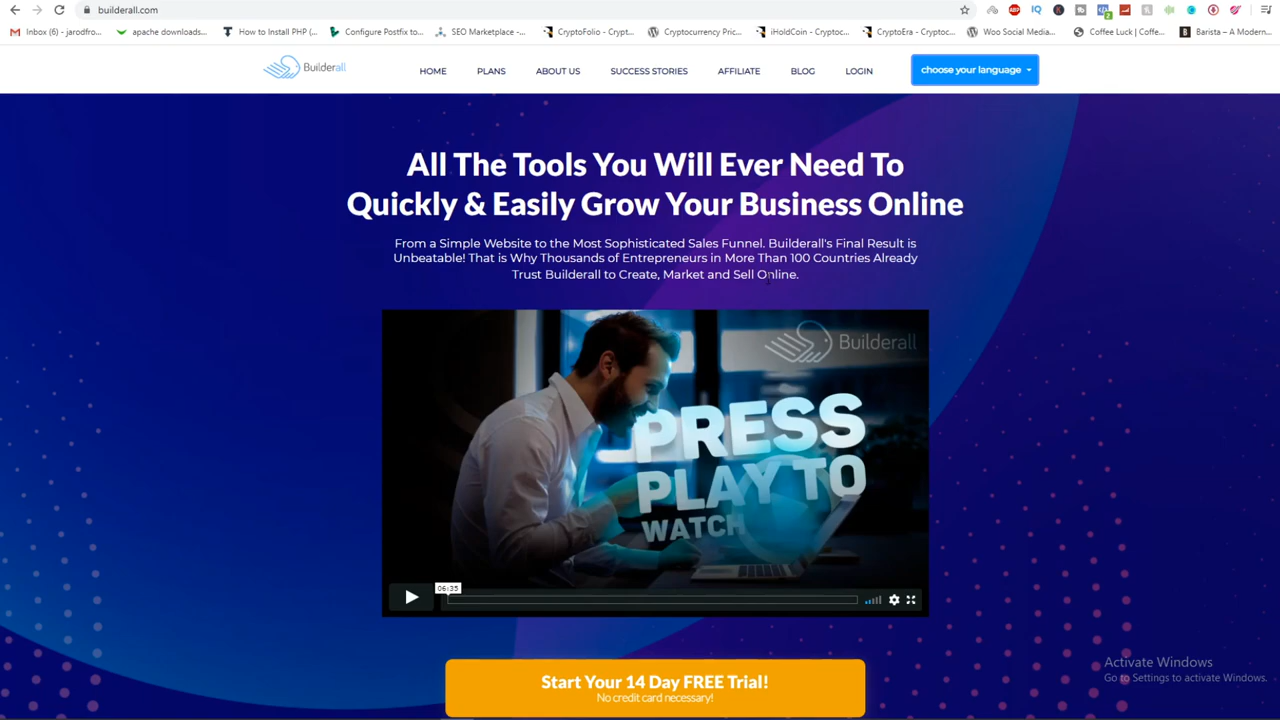 builderall.com
Inbox (6) - jarodfro...
apache downloads...
How to Install PHP (...
Configure Postfix to...
SEO Marketplace -...
CryptoFolio - Crypt...
Cryptocurrency Pric...
iHoldCoin - Cryptoc...
CryptoEra - Cryptoc...
Woo Social Media...
Coffee Luck | Coffe...
Barista – A Modern...
Builderall
HOME
PLANS
ABOUT US
SUCCESS STORIES
AFFILIATE
BLOG
LOGIN
choose your language
All The Tools You Will Ever Need To
Quickly & Easily Grow Your Business Online
From a Simple Website to the Most Sophisticated Sales Funnel. Builderall's Final Result is
Unbeatable! That is Why Thousands of Entrepreneurs in More Than 100 Countries Already
Trust Builderall to Create, Market and Sell Online.
Builderall
PRESS
PLAY TO
WATCH
06:35
Start Your 14 Day FREE Trial!
No credit card necessary!
Activate Windows
Go to Settings to activate Windows.